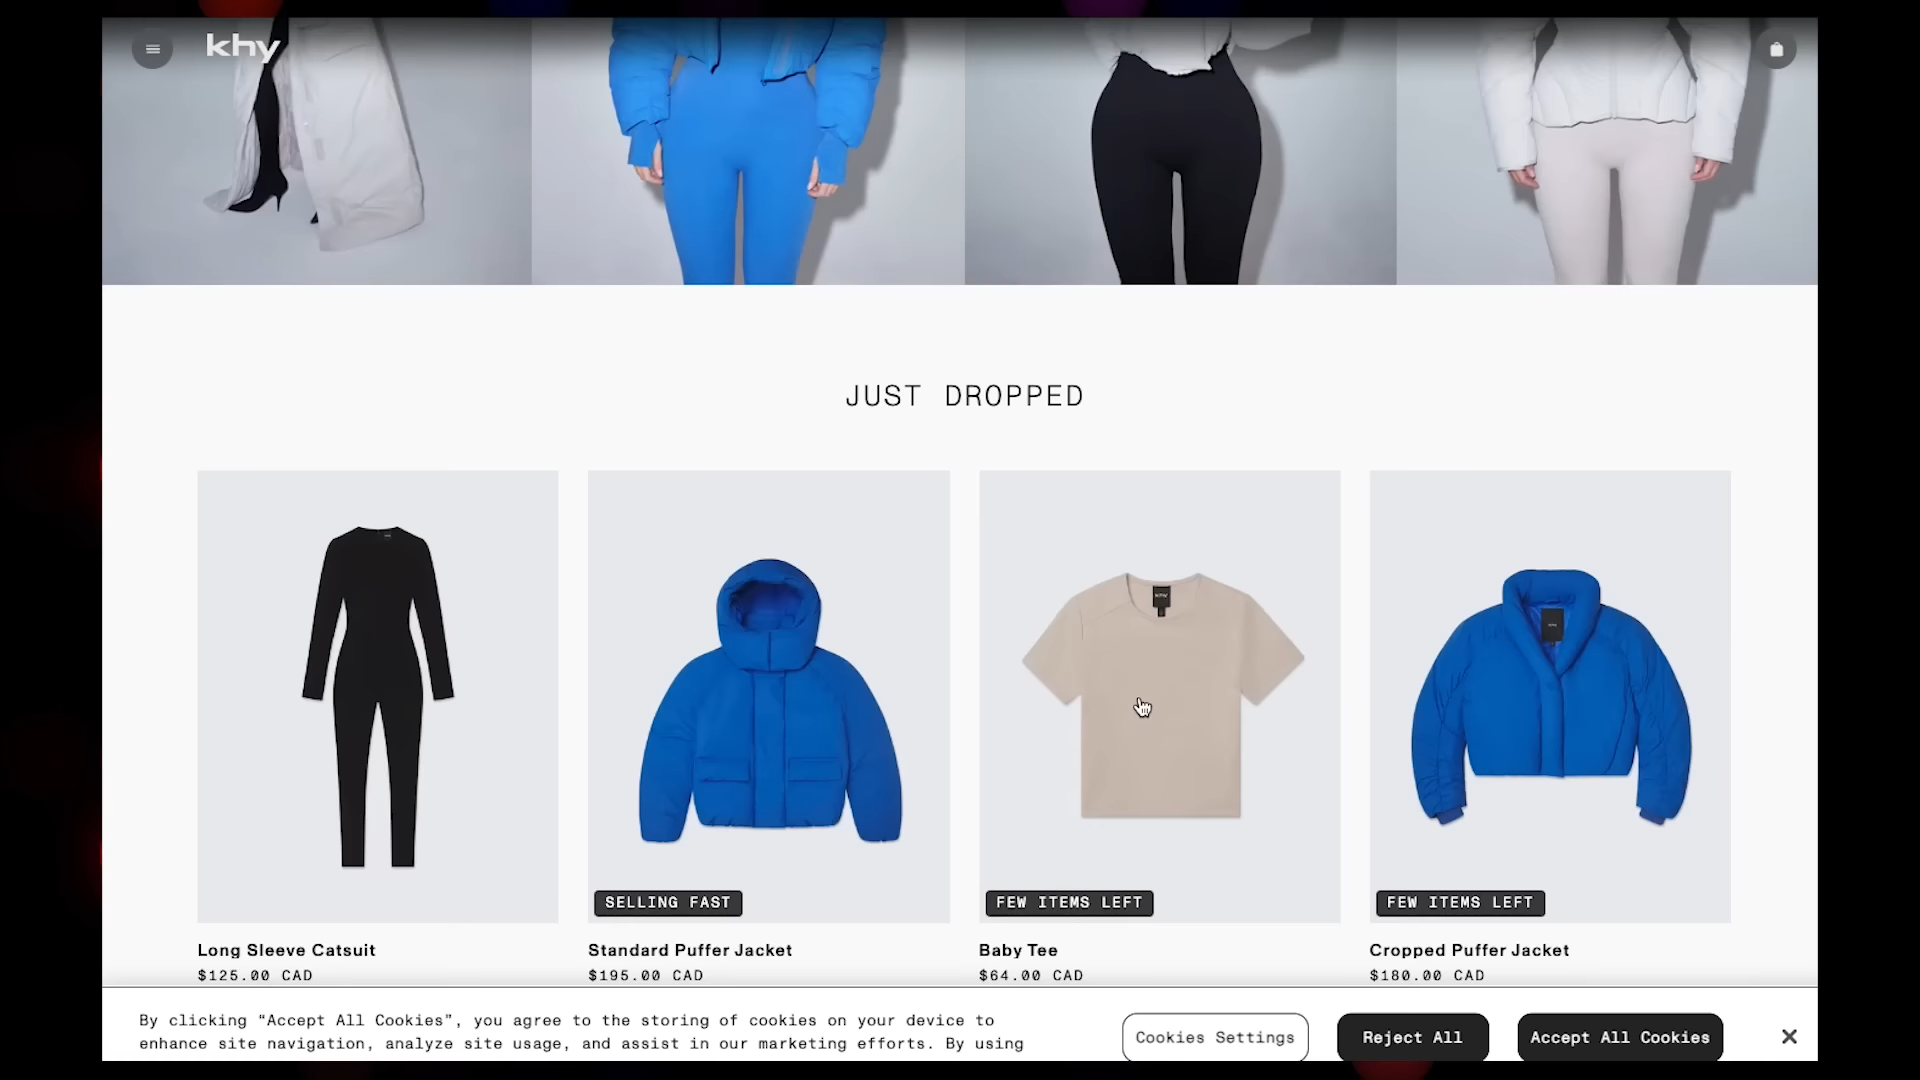 khy
JUST DROPPED
SELLING FAST
FEW ITEMS LEFT
FEW ITEMS LEFT
Long Sleeve Catsuit
$125.00 CAD
Standard Puffer Jacket
$195.00 CAD
Baby Tee
$64.00 CAD
Cropped Puffer Jacket
$180.00 CAD
By clicking “Accept All Cookies”, you agree to the storing of cookies on your device to
enhance site navigation, analyze site usage, and assist in our marketing efforts. By using
Cookies Settings
Reject All
Accept All Cookies